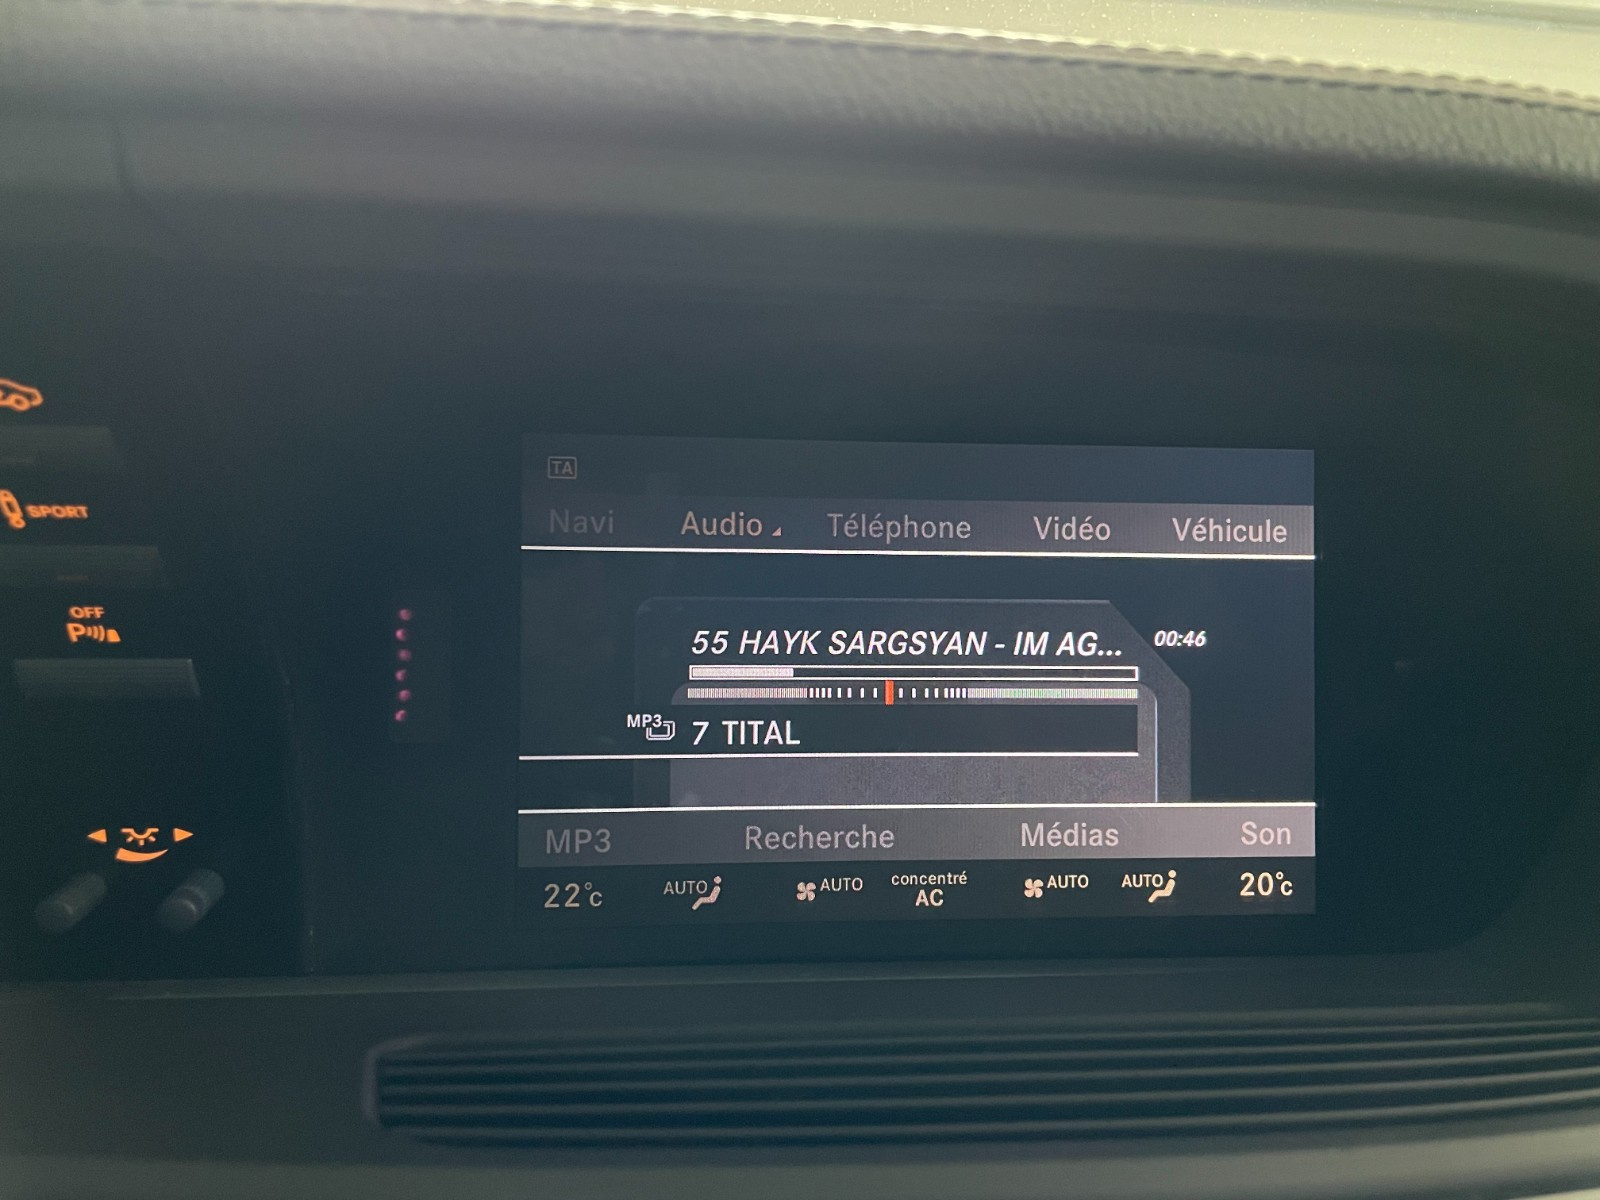 TA
Navi Audio Téléphone Vidéo Véhicule
SPORT
OFF
P
55 HAYK SARGSYAN - IM AG... 00:46
MP3 7 TITAL
MP3 Recherche Médias Son
22°C AUTO AUTO concentré AC AUTO AUTO 20°C